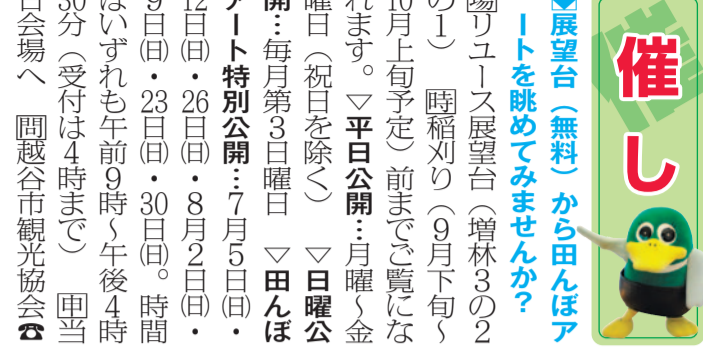 催し
展望台（無料）から田んぼア
ートを眺めてみませんか？
陽リユース展望台（増林3の2
の1） 時稲刈り（9月下旬〜
10月上旬予定）前までご覧にな
れます。▽平日公開…月曜〜金
曜日（祝日を除く） ▽日曜公
開…毎月第3日曜日 ▽田んぼ
アート特別公開…7月5日(日)・
12日(日)・26日(日)・8月2日(日)・
9日(日)・23日(日)・30日(日)。時間
はいずれも午前9時〜午後4時
30分（受付は4時まで） 申当
日会場へ 問越谷市観光協会☎